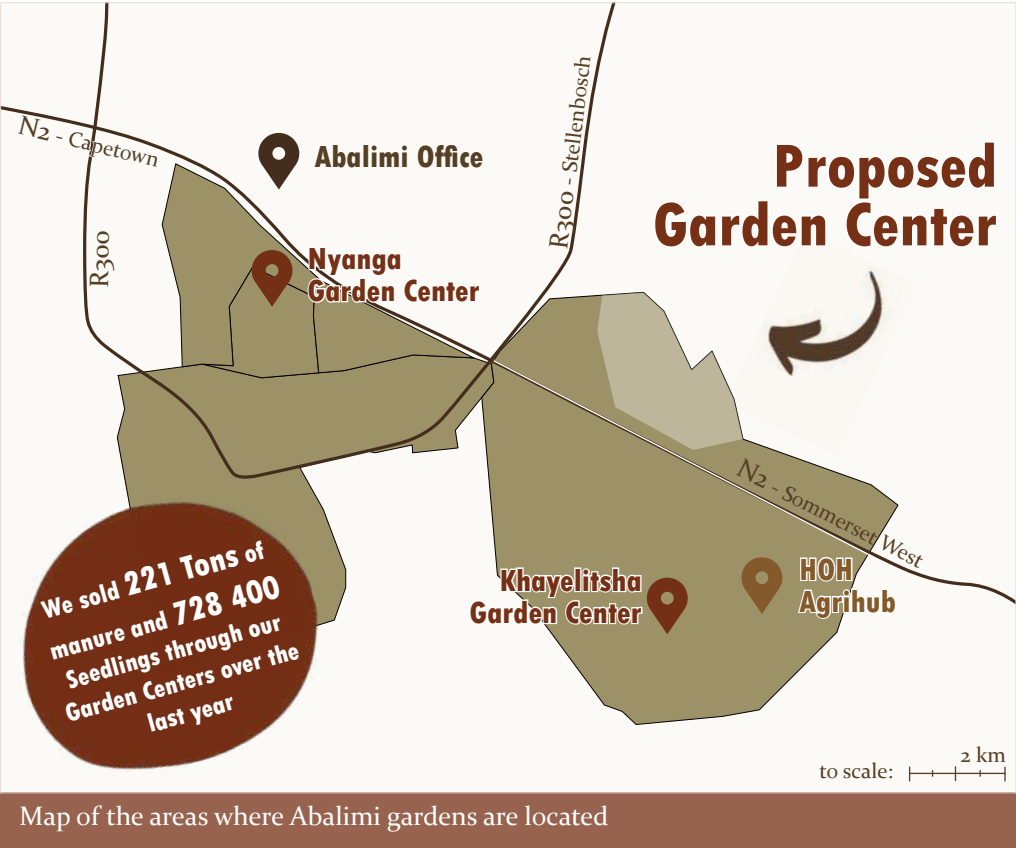 N2 - Capetown
R300
Abalimi Office
R300 - Stellenbosch
Proposed
Garden Center
Nyanga
Garden Center
N2 - Sommerset West
Khayelitsha
Garden Center
HOH
Agrihub
We sold 221 Tons of
manure and 728 400
Seedlings through our
Garden Centers over the
last year
2 km
to scale:
Map of the areas where Abalimi gardens are located